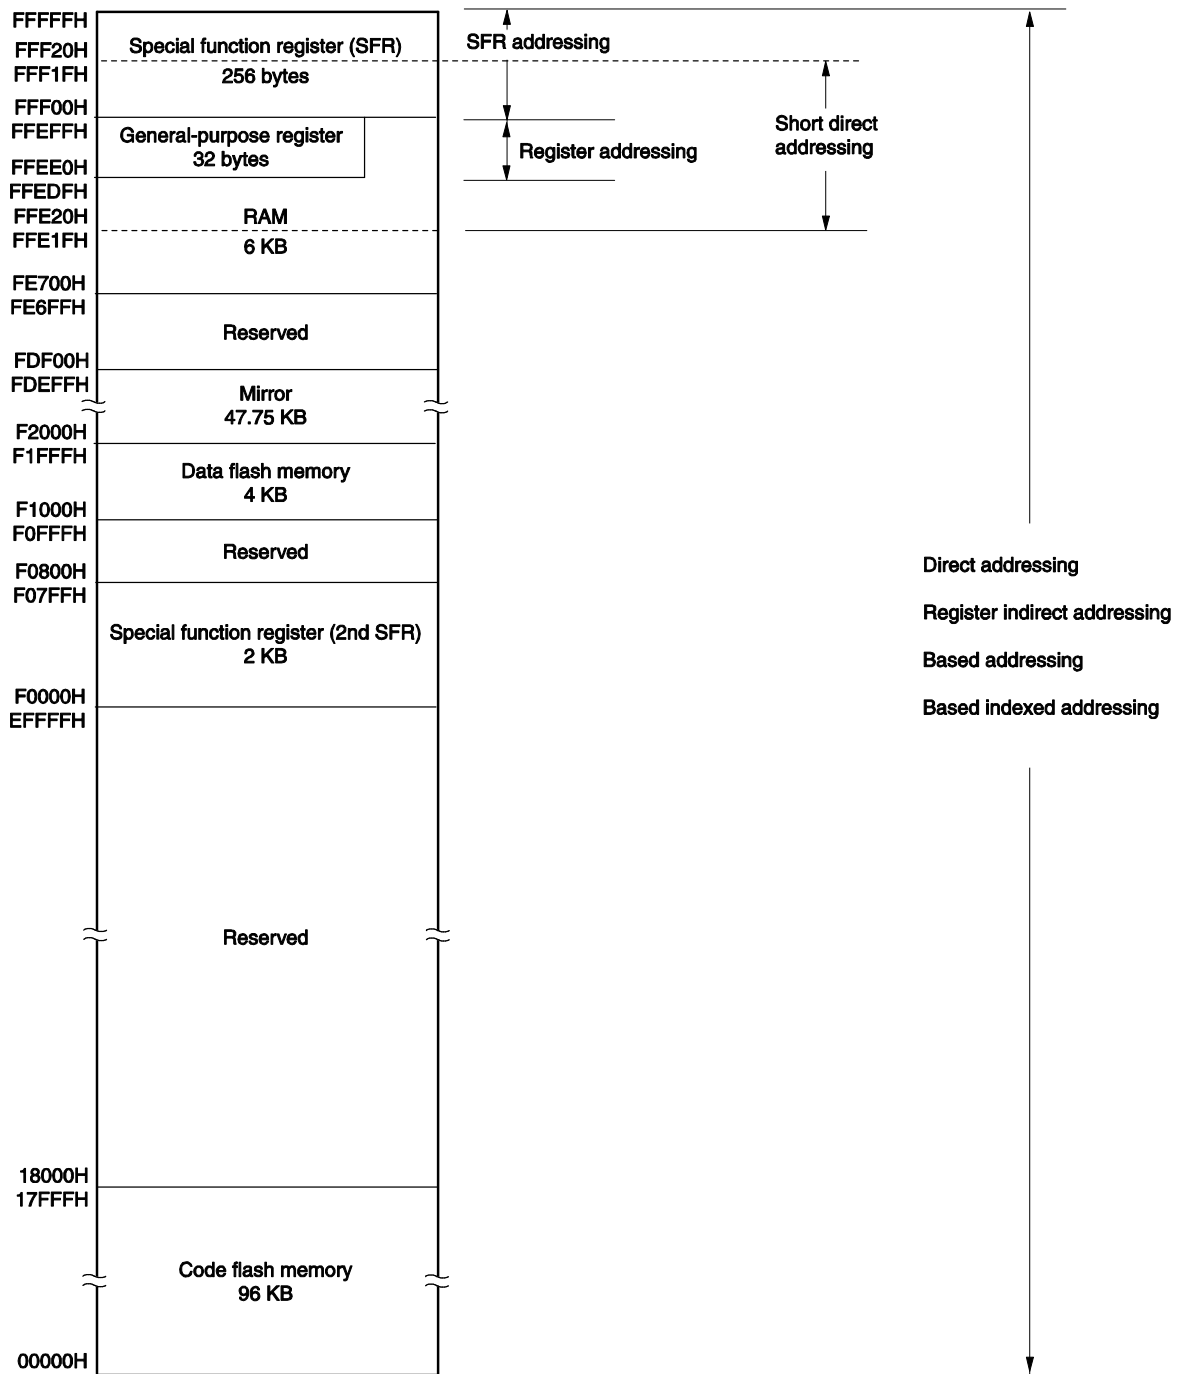 FFFFFH
Special function register (SFR)
256 bytes
SFR addressing
FFF20H
FFF1FH
FFF00H
FFEFFH
General-purpose register
32 bytes
Register addressing
Short direct
addressing
FFEE0H
FFEDFH
FFE20H
RAM
6 KB
FFE1FH
FE700H
FE6FFH
Reserved
FDF00H
FDEFFH
Mirror
47.75 KB
F2000H
F1FFFH
Data flash memory
4 KB
F1000H
F0FFFH
Reserved
F0800H
F07FFH
Special function register (2nd SFR)
2 KB
Direct addressing
Register indirect addressing
Based addressing
Based indexed addressing
F0000H
EFFFFH
Reserved
18000H
17FFFH
Code flash memory
96 KB
00000H